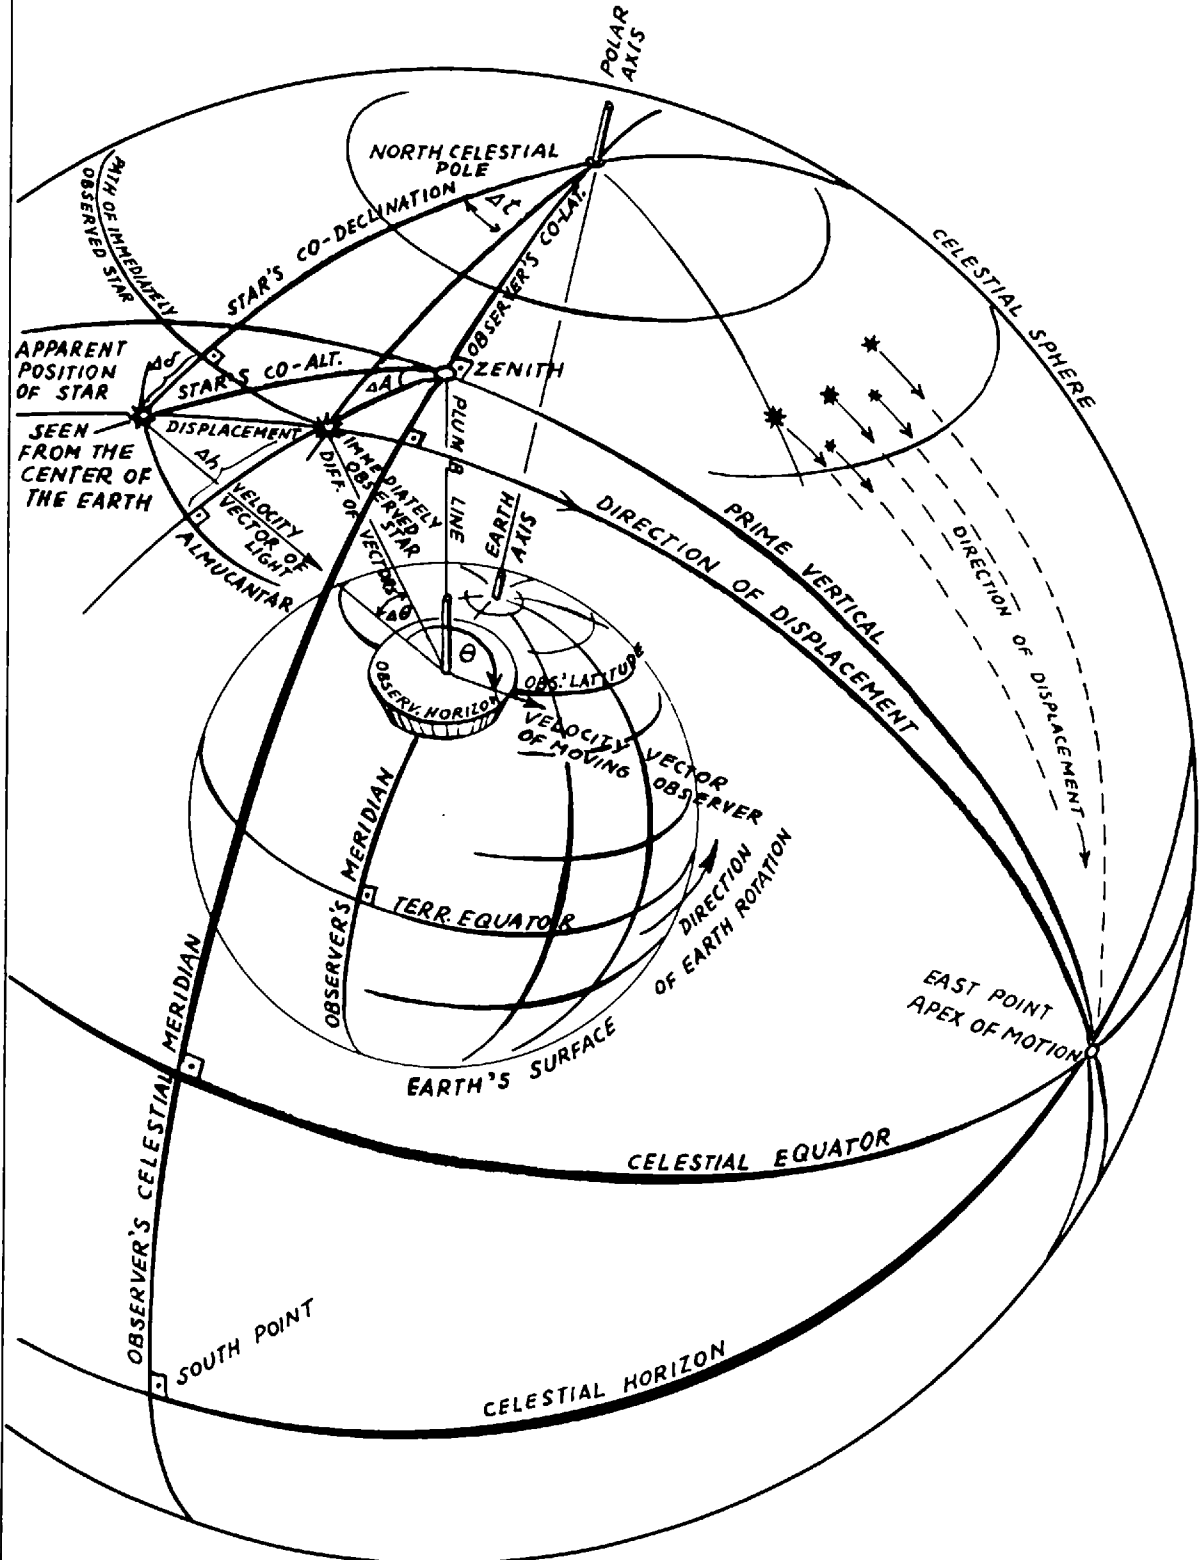 POLAR
AXIS
NORTH CELESTIAL
POLE
Δt
STAR'S CO-DECLINATION
OBSERVER'S CO-LAT.
CELESTIAL SPHERE
PATH OF IMMEDIATELY
OBSERVED STAR
APPARENT
POSITION
OF STAR
Δδ
STAR'S CO-ALT.
ΔA
ZENITH
SEEN
FROM THE
CENTER OF
THE EARTH
DISPLACEMENT
Δh
VELOCITY
VECTOR OF
LIGHT
ALMUCANTAR
IMMEDIATELY
OBSERVED
STAR
DIFF. OF VECTORS
PLUMB LINE
EARTH
AXIS
Δθ
θ
OBSERV. HORIZON
OBS.' LATITUDE
VELOCITY VECTOR
OF MOVING OBSERVER
PRIME VERTICAL
DIRECTION OF DISPLACEMENT
DIRECTION OF DISPLACEMENT
OBSERVER'S MERIDIAN
TERR. EQUATOR
DIRECTION
OF EARTH ROTATION
EARTH'S SURFACE
EAST POINT
APEX OF MOTION
OBSERVER'S CELESTIAL MERIDIAN
CELESTIAL EQUATOR
SOUTH POINT
CELESTIAL HORIZON